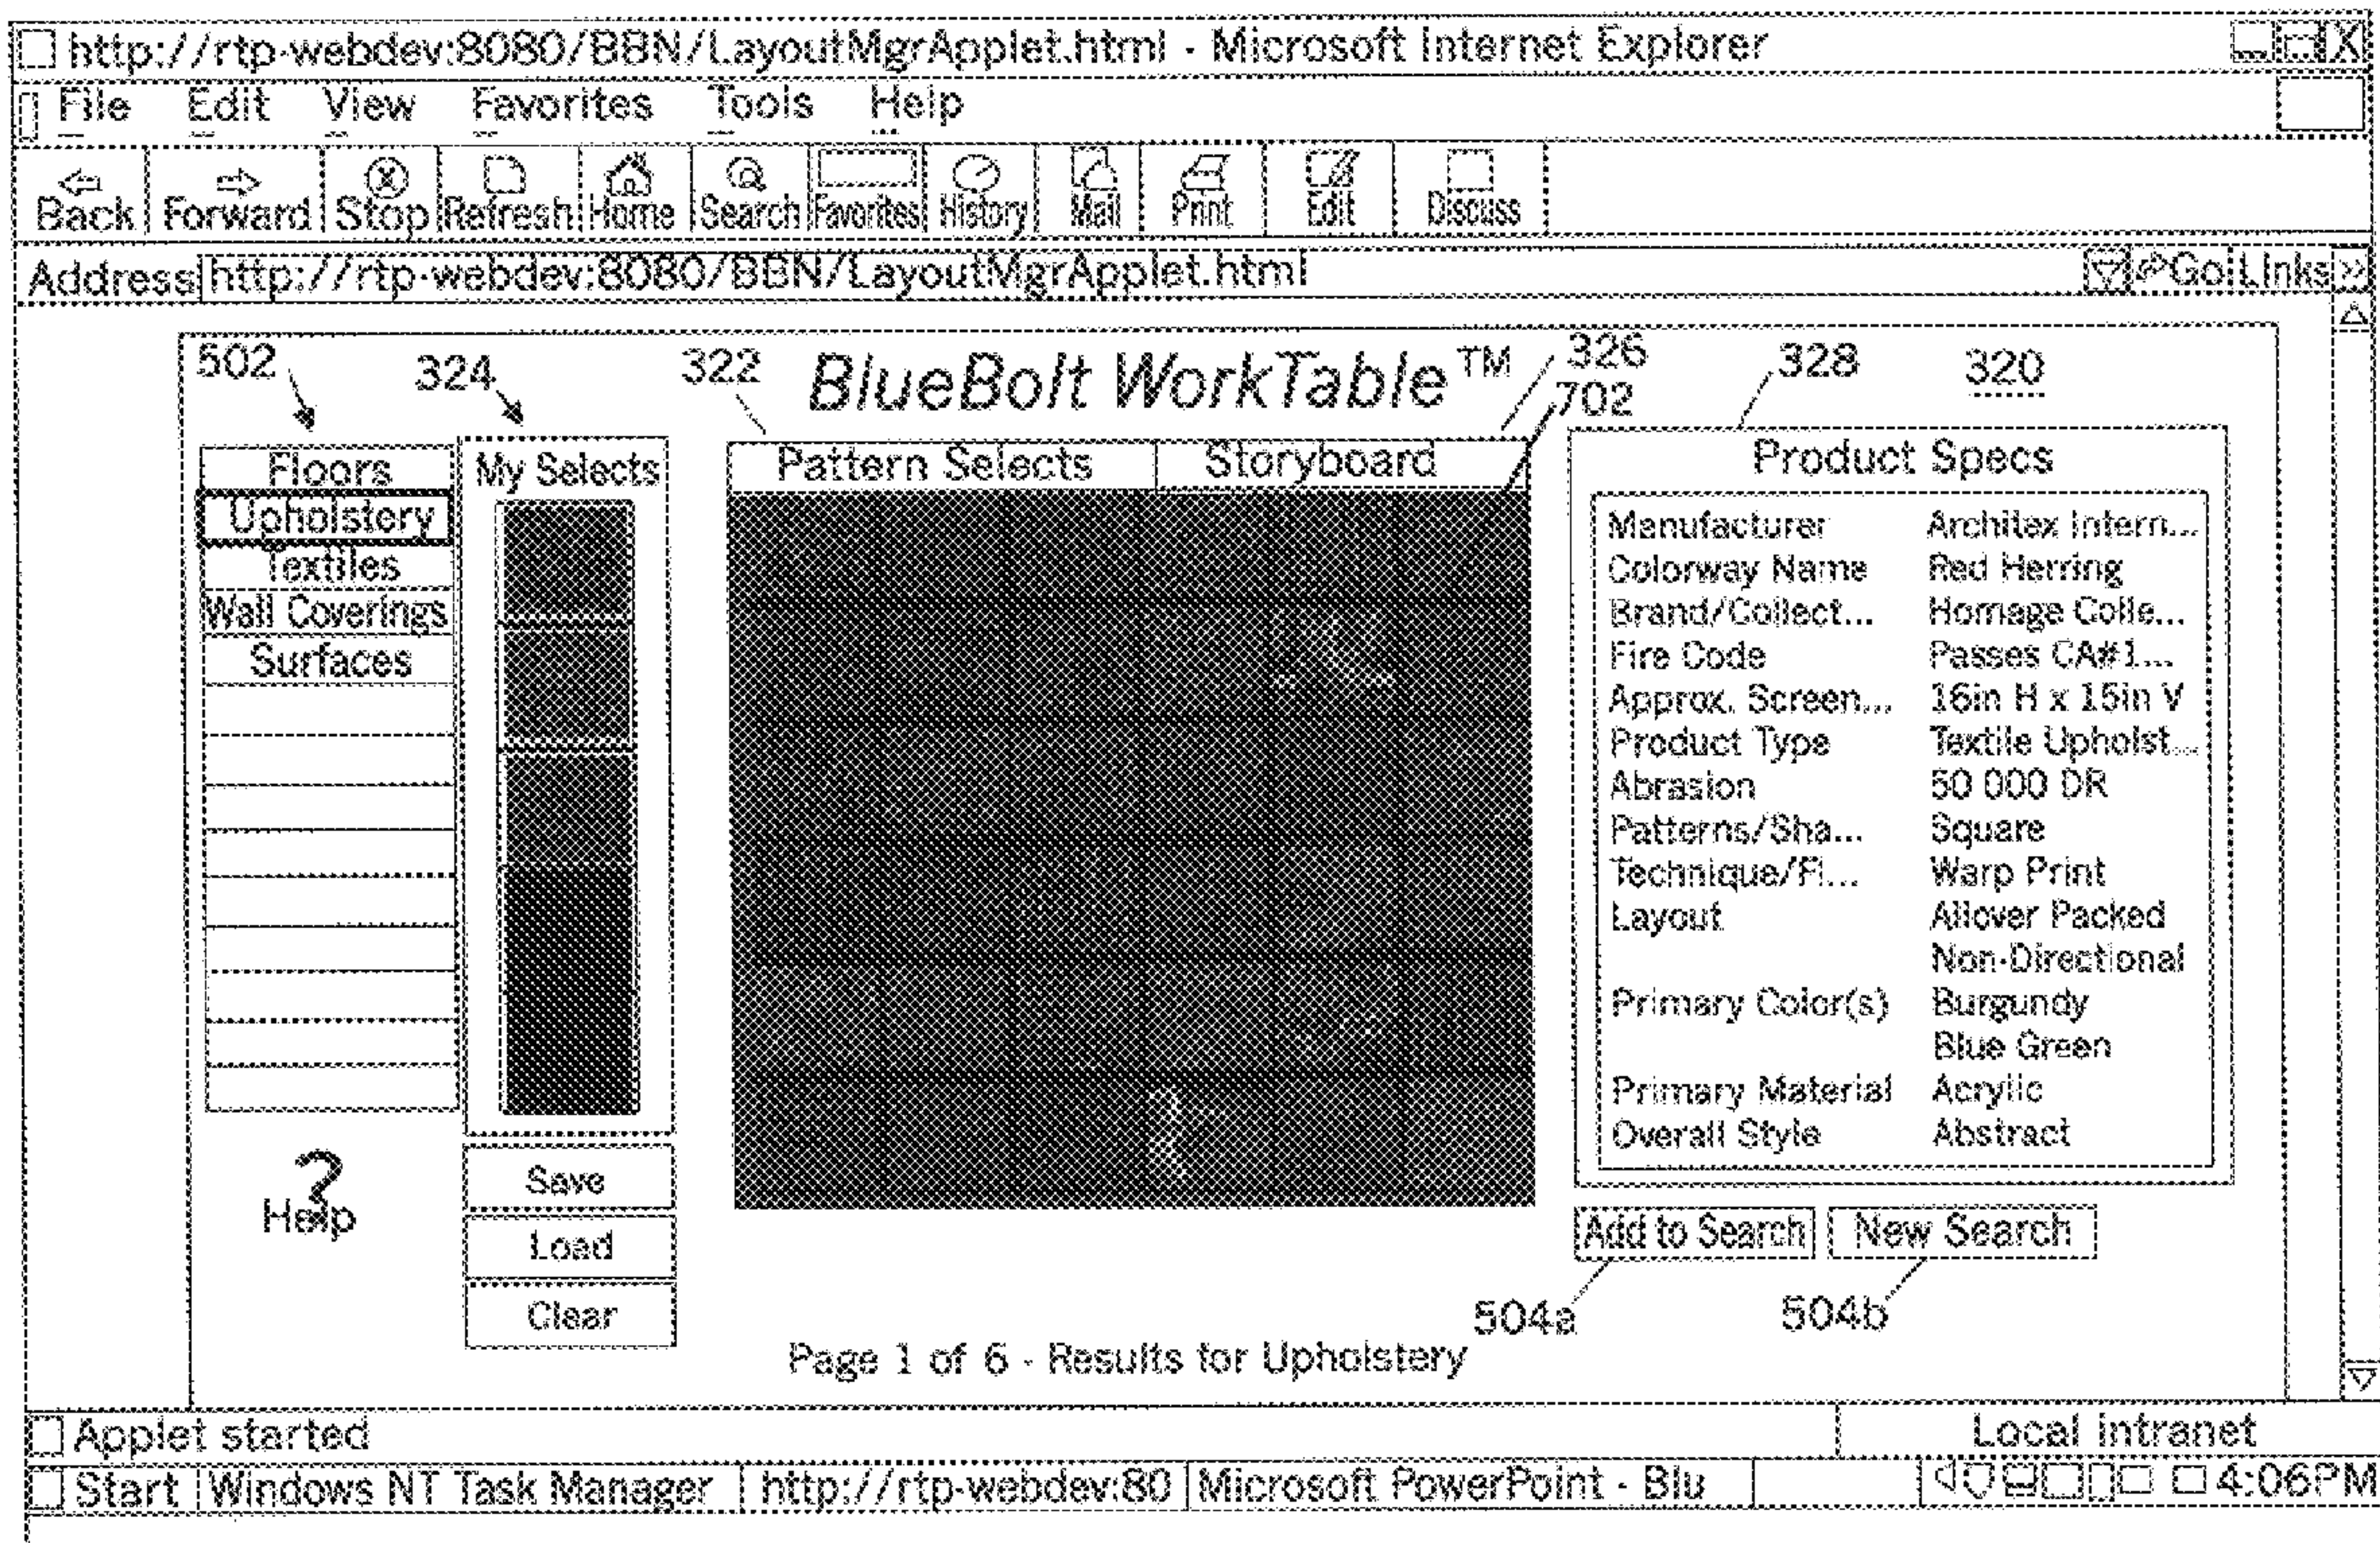 http://rtp-webdev:8080/BBN/LayoutMgrApplet.html - Microsoft Internet Explorer
File Edit View Favorites Tools Help
Back Forward Stop Refresh Home Search Favorites History Mail Print Edit Discuss
Address http://rtp-webdev:8080/BBN/LayoutMgrApplet.html Go Links >>
502 324 322 BlueBolt WorkTable™ 326 702 328 320
Floors
Upholstery
Textiles
Wall Coverings
Surfaces
? Help
My Selects
Save
Load
Clear
Pattern Selects Storyboard
Product Specs
Manufacturer Architex Intern...
Colorway Name Red Herring
Brand/Collect... Homage Colle...
Fire Code Passes CA#1...
Approx. Screen... 16in H x 15in V
Product Type Textile Upholst...
Abrasion 50 000 DR
Patterns/Sha... Square
Technique/Fi... Warp Print
Layout Allover Packed
Non-Directional
Primary Color(s) Burgundy
Blue Green
Primary Material Acrylic
Overall Style Abstract
Add to Search New Search
504a 504b
Page 1 of 6 - Results for Upholstery
Applet started Local intranet
Start Windows NT Task Manager http://rtp-webdev:80 Microsoft PowerPoint - Blu 4:06PM